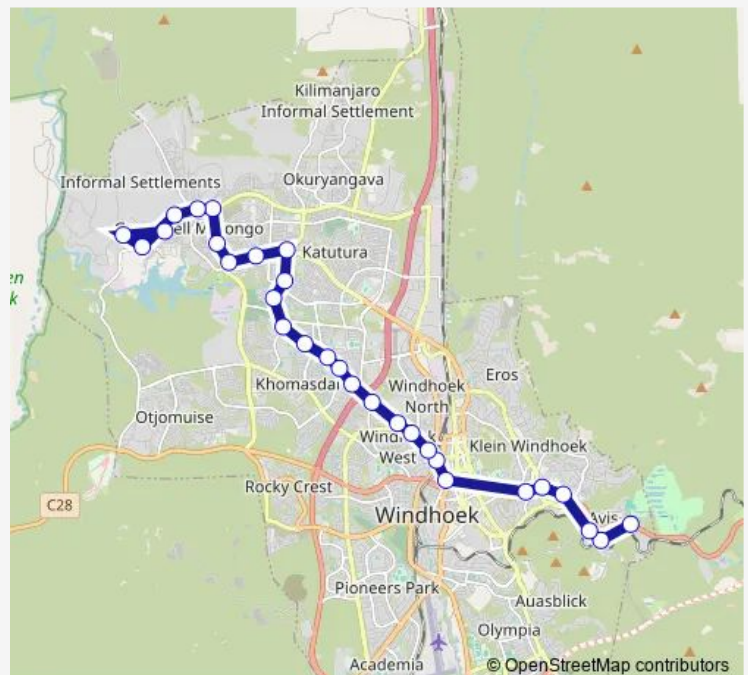 Kilimanjaro
Informal Settlement
Informal Settlements
Okuryangava
Katutura
Khomasdal
Windhoek
North
Eros
Otjomuise
West
Klein Windhoek
C28
Rocky Crest
Windhoek
Avis
Pioneers Park
Auasblick
Olympia
Academia
© OpenStreetMap contributors